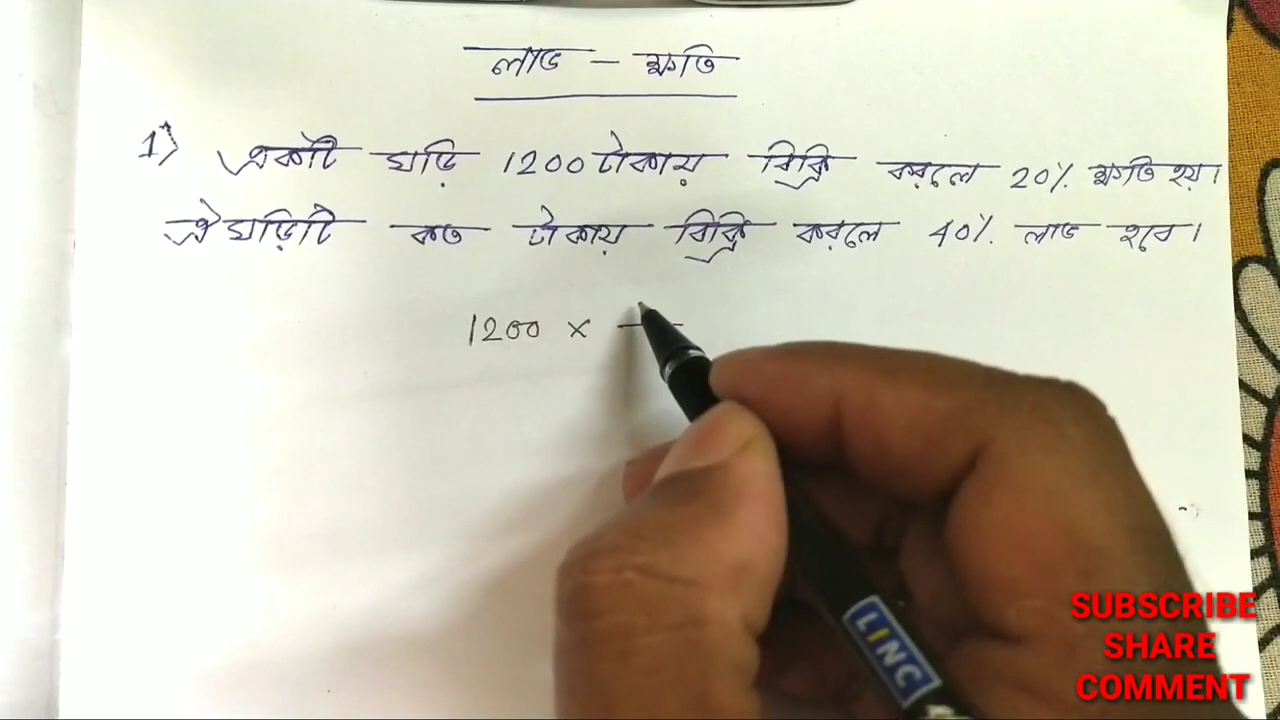 লাভ – ক্ষতি
1) একটি ঘড়ি 1200 টাকায় বিক্রি করলে 20% ক্ষতি হয়।
ঐ ঘড়িটি কত টাকায় বিক্রি করলে 40% লাভ হবে।
1200 ×
LINC
SUBSCRIBE
SHARE
COMMENT